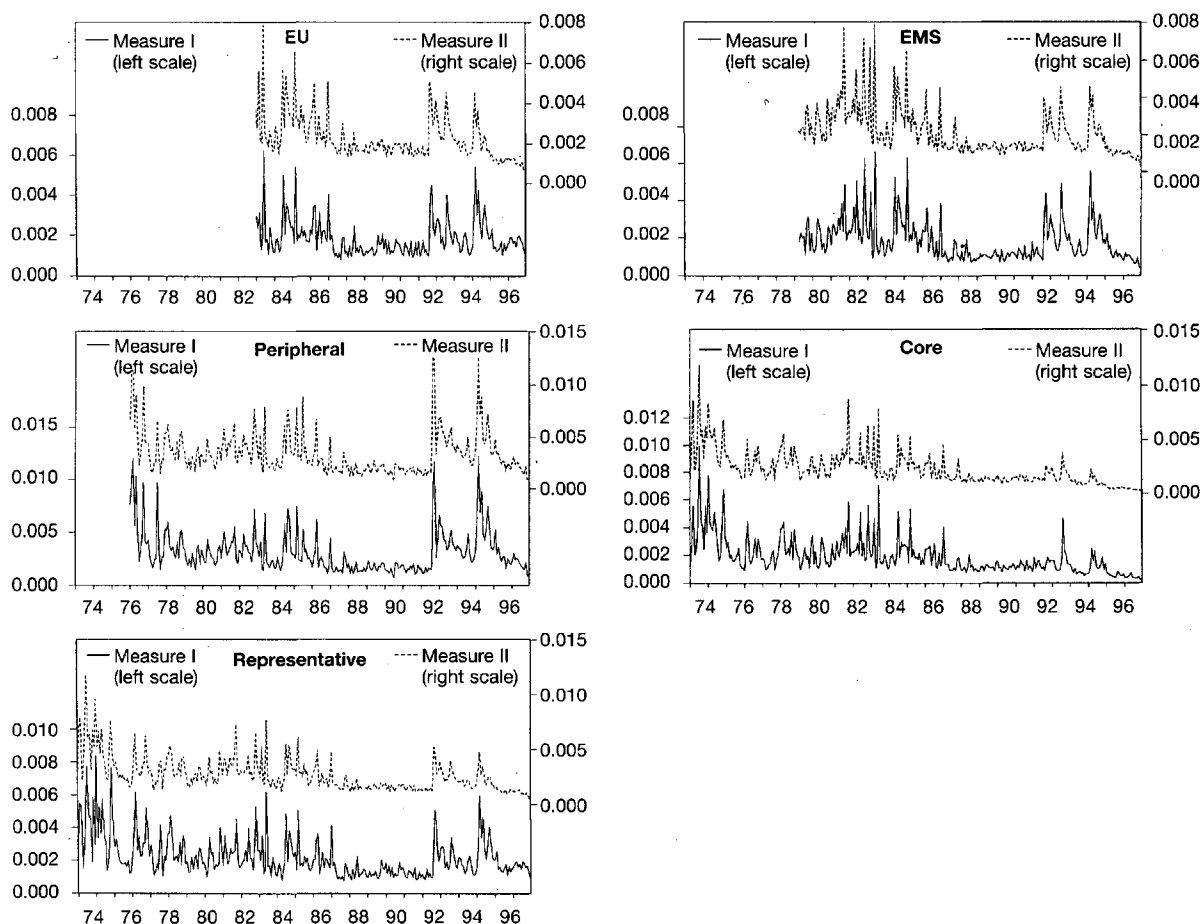 Measure I
(left scale)
EU
Measure II
(right scale)
0.008
0.006
0.004
0.002
0.000
0.008
0.006
0.004
0.002
0.000
74 76 78 80 82 84 86 88 90 92 94 96
Measure I
(left scale)
EMS
Measure II
(right scale)
0.008
0.006
0.004
0.002
0.000
0.008
0.006
0.004
0.002
0.000
74 76 78 80 82 84 86 88 90 92 94 96
Measure I
(left scale)
Peripheral
Measure II
0.015
0.010
0.005
0.000
0.015
0.010
0.005
0.000
74 76 78 80 82 84 86 88 90 92 94 96
Measure I
(left scale)
Core
Measure II
(right scale)
0.015
0.010
0.005
0.000
0.012
0.010
0.008
0.006
0.004
0.002
0.000
74 76 78 80 82 84 86 88 90 92 94 96
Measure I
(left scale)
Representative
Measure II
(right scale)
0.015
0.010
0.005
0.000
0.010
0.008
0.006
0.004
0.002
0.000
74 76 78 80 82 84 86 88 90 92 94 96